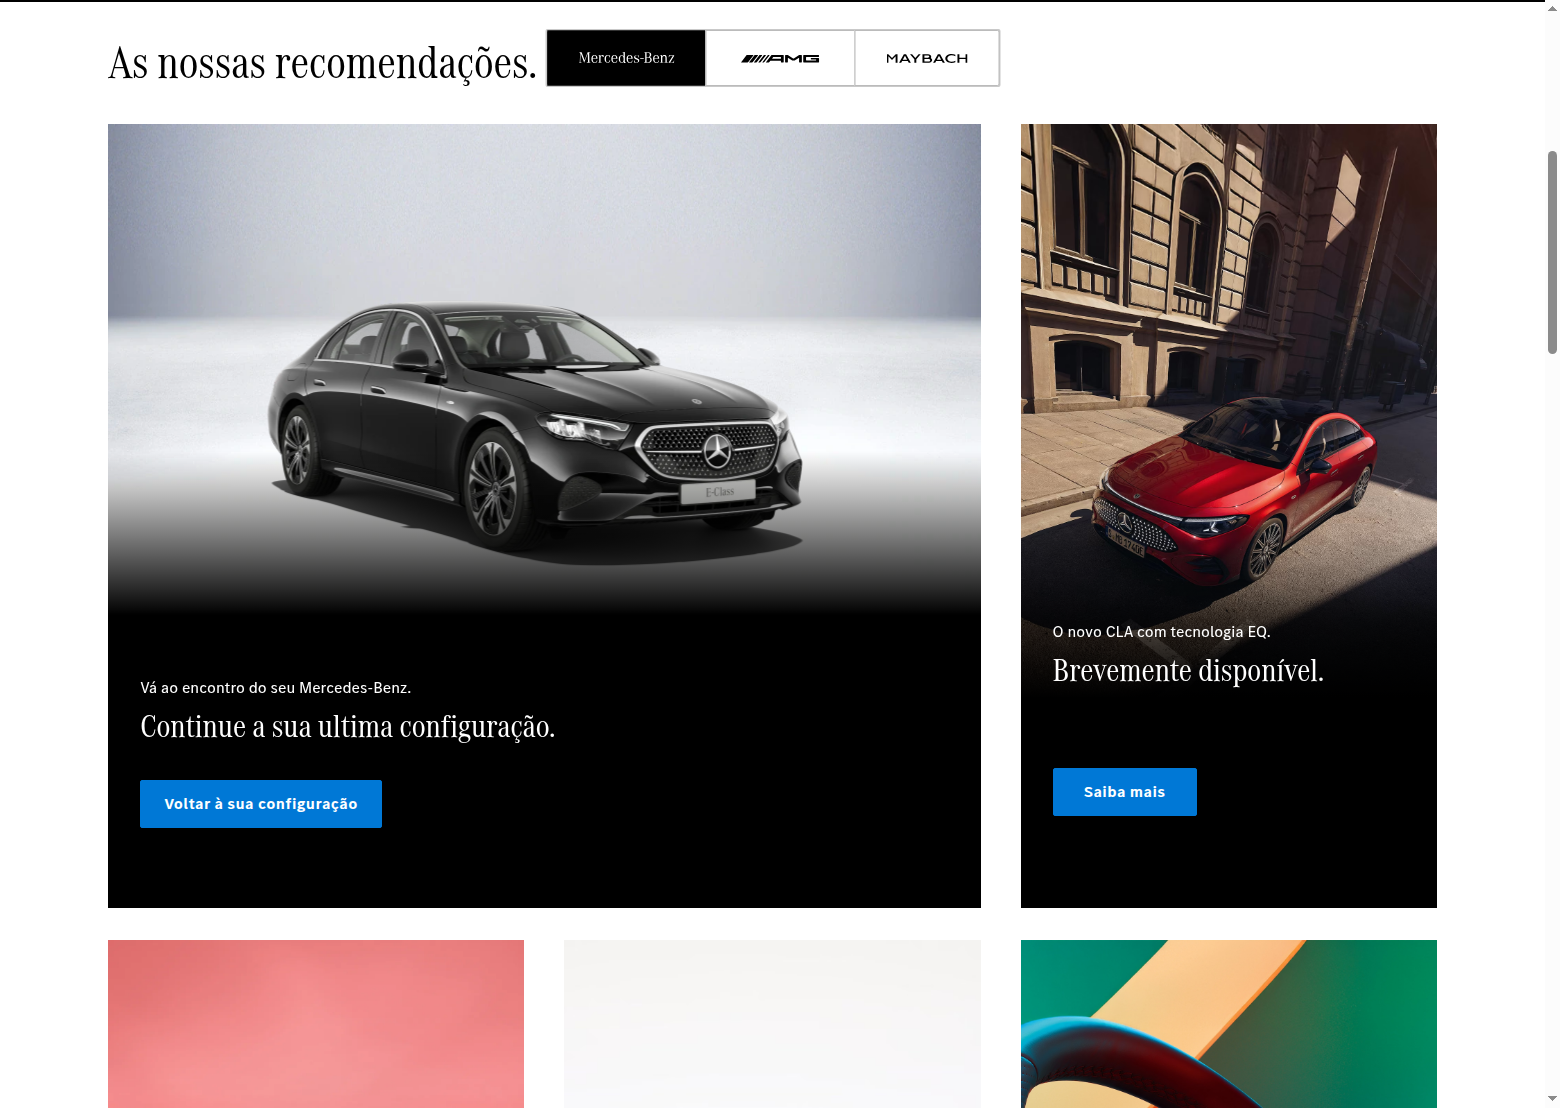 As nossas recomendações.
Mercedes-Benz
AMG
MAYBACH
E-Class
Vá ao encontro do seu Mercedes-Benz.
Continue a sua ultima configuração.
Voltar à sua configuração
O novo CLA com tecnologia EQ.
Brevemente disponível.
Saiba mais